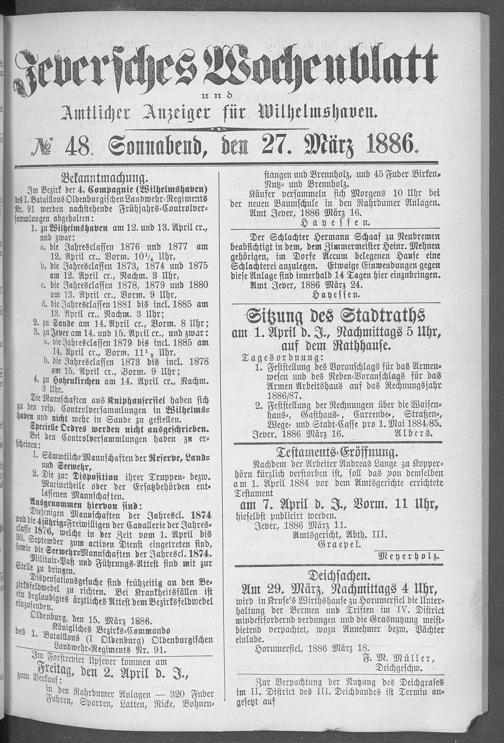 Jeversches Wochenblatt
und
Amtlicher Anzeiger für Wilhelmshaven.
№ 48. Sonnabend, den 27. März 1886.
Bekanntmachung.
Im Bezirk der 4. Compagnie (Wilhelmshaven)
des I. Bataillons Oldenburgischen Landwehr-Regiments
Nr. 91 werden nachstehende Frühjahrs-Controlver-
sammlungen abgehalten:
1. zu Wilhelmshaven am 12. und 13. April cr.,
und zwar:
a. die Jahresclassen 1876 und 1877 am
12. April cr., Vorm. 10¼ Uhr,
b. die Jahresclassen 1873, 1874 und 1875
am 12. April cr., Nachm. 3 Uhr,
c. die Jahresclassen 1878, 1879 und 1880
am 13. April cr., Vorm. 9 Uhr,
d. die Jahresclassen 1881 bis incl. 1885 am
13. April cr., Nachm. 3 Uhr;
2. zu Sande am 14. April cr., Vorm. 8 Uhr;
3. zu Jever am 14. und 15. April cr., und zwar:
a. die Jahresclassen 1879 bis incl. 1885 am
14. April cr., Vorm. 11½ Uhr,
b. die Jahresclassen 1873 bis incl. 1878
am 15. April cr., Vorm. 9 Uhr;
4. zu Hohenkirchen am 14. April cr., Nachm.
3 Uhr.
Die Mannschaften aus Kniphauserfiel haben sich
zu den resp. Controlversammlungen in Wilhelms-
haven und nicht mehr in Sande zu gestellen.
Specielle Ordres werden nicht ausgeschrieben.
Bei den Controlversammlungen haben zu er-
scheinen:
1. Sämmtliche Mannschaften der Reserve, Land-
und Seewehr,
2. Die zur Disposition ihrer Truppen- bezw.
Marinetheile oder der Ersatzbehörden ent-
lassenen Mannschaften.
Ausgenommen hiervon sind:
Diejenigen Mannschaften der Jahrescl. 1874
und die 4jährig-Freiwilligen der Cavallerie der Jahres-
classe 1876, welche in der Zeit vom 1. April bis
30. September zum activen Dienst eingetreten sind,
sowie die Seewehr-Mannschaften der Jahrescl. 1874.
Militair-Paß und Führungs-Attest sind mit zur
Stelle zu bringen.
Dispensationsgesuche sind frühzeitig an den Be-
zirksfeldwebel zu richten. Bei Krankheitsfällen ist
ein beglaubigtes ärztliches Attest dem Bezirksfeldwebel
einzusenden.
Oldenburg, den 15. März 1886.
Königliches Bezirks-Commando
des 1. Bataillons (I Oldenburg) Oldenburgischen
Landwehr-Regiments Nr. 91.
Im Forstrevier Upjever kommen am
Freitag, den 2. April d. J.,
zum Verkauf:
in den Rahrdumer Anlagen — 320 Fuder
Fuhren, Sparren, Latten, Ricke, Bohnen-
stangen und Brennholz, und 45 Fuder Birken-
Nutz- und Brennholz.
Käufer versammeln sich Morgens 10 Uhr bei
der neuen Baumschule in den Rahrdumer Anlagen.
Amt Jever, 1886 März 16.
Hayessen.
Der Schlachter Hermann Schaaf zu Neubremen
beabsichtigt in dem, dem Zimmermeister Heinr. Mehnen
gehörigen, im Dorfe Accum belegenen Hause eine
Schlachterei anzulegen. Etwaige Einwendungen gegen
diese Anlage sind innerhalb 14 Tagen hier einzubringen.
Amt Jever, 1886 März 24.
Hayessen.
Sitzung des Stadtraths
am 1. April d. J., Nachmittags 5 Uhr,
auf dem Rathhause.
Tagesordnung:
1. Feststellung des Voranschlags für das Armen-
wesen und des Neben-Voranschlags für das
Armen Arbeitshaus auf das Rechnungsjahr
1886/87.
2. Feststellung der Rechnungen über die Waisen-
haus-, Gasthaus-, Currende-, Straßen-,
Wege- und Stadt-Casse pro 1. Mai 1884/85.
Jever, 1886 März 16. Albers.
Testaments-Eröffnung.
Nachdem der Arbeiter Andreas Lange zu Kopper-
hörn kürzlich verstorben ist, soll das von demselben
am 1. April 1884 vor dem Amtsgerichte errichtete
Testament
am 7. April d. J., Vorm. 11 Uhr,
hieselbst publicirt werden.
Jever, 1886 März 11.
Amtsgericht, Abth. III.
Graepel.
Meyerholz.
Deichsachen.
Am 29. März, Nachmittags 4 Uhr,
wird in Kruse's Wirthshause zu Horumersiel die Unter-
haltung der Bermen und Triften im IV. District
mindestfordernd verdungen und die Grasnutzung meist-
bietend verpachtet, wozu Annehmer bezw. Pächter
einlade.
Horumersiel, 1886 März 18.
F. M. Müller,
Deichgeschw.
Zur Verpachtung der Nutzung des Deichgrases
im II. District des III. Deichbandes ist Termin an-
gesetzt auf